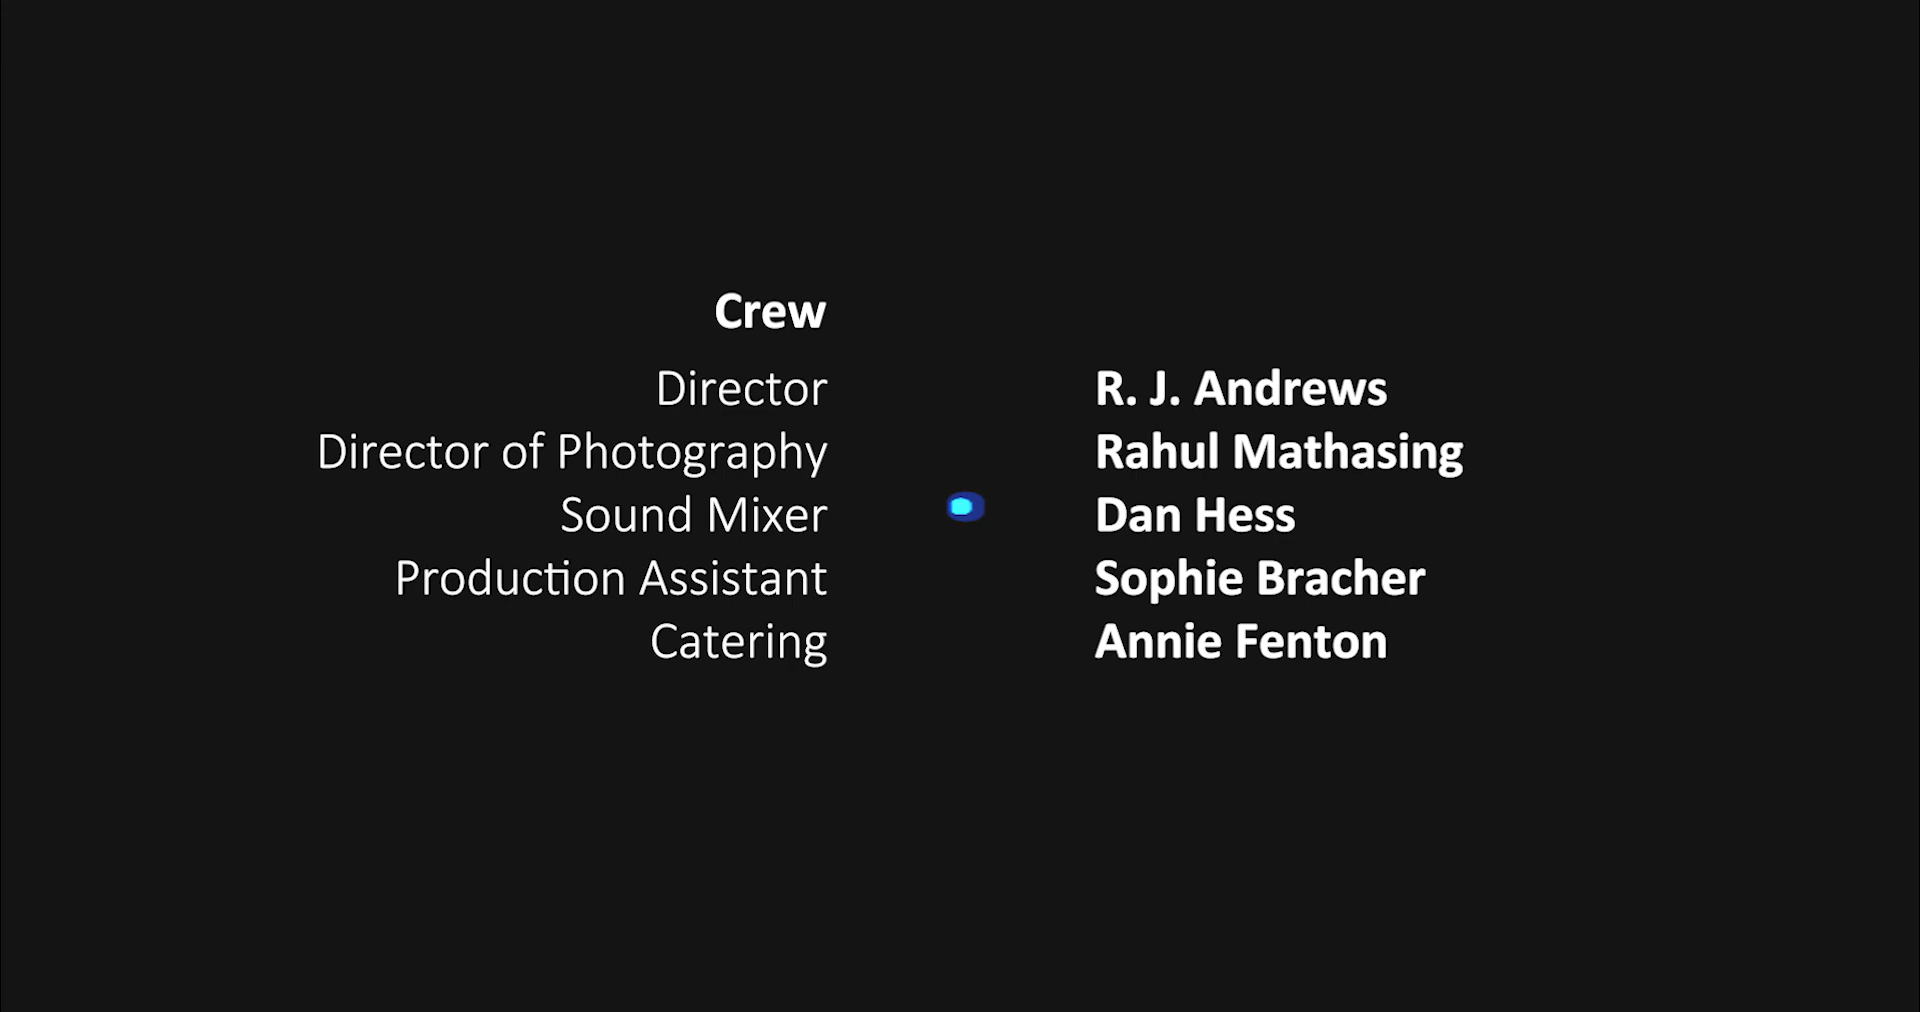 Crew
Director R. J. Andrews
Director of Photography Rahul Mathasing
Sound Mixer Dan Hess
Production Assistant Sophie Bracher
Catering Annie Fenton